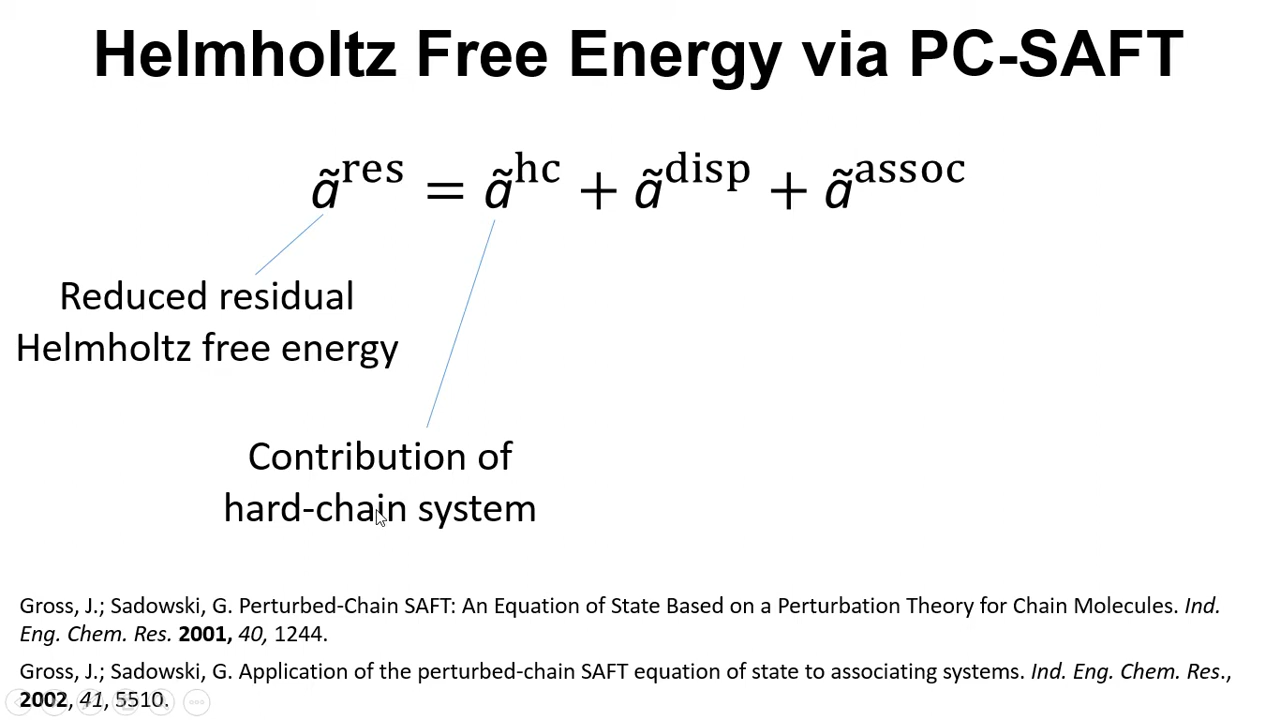 Helmholtz Free Energy via PC-SAFT
ã^res = ã^hc + ã^disp + ã^assoc
Reduced residual
Helmholtz free energy
Contribution of
hard-chain system
Gross, J.; Sadowski, G. Perturbed-Chain SAFT: An Equation of State Based on a Perturbation Theory for Chain Molecules. Ind.
Eng. Chem. Res. 2001, 40, 1244.
Gross, J.; Sadowski, G. Application of the perturbed-chain SAFT equation of state to associating systems. Ind. Eng. Chem. Res.,
2002, 41, 5510.